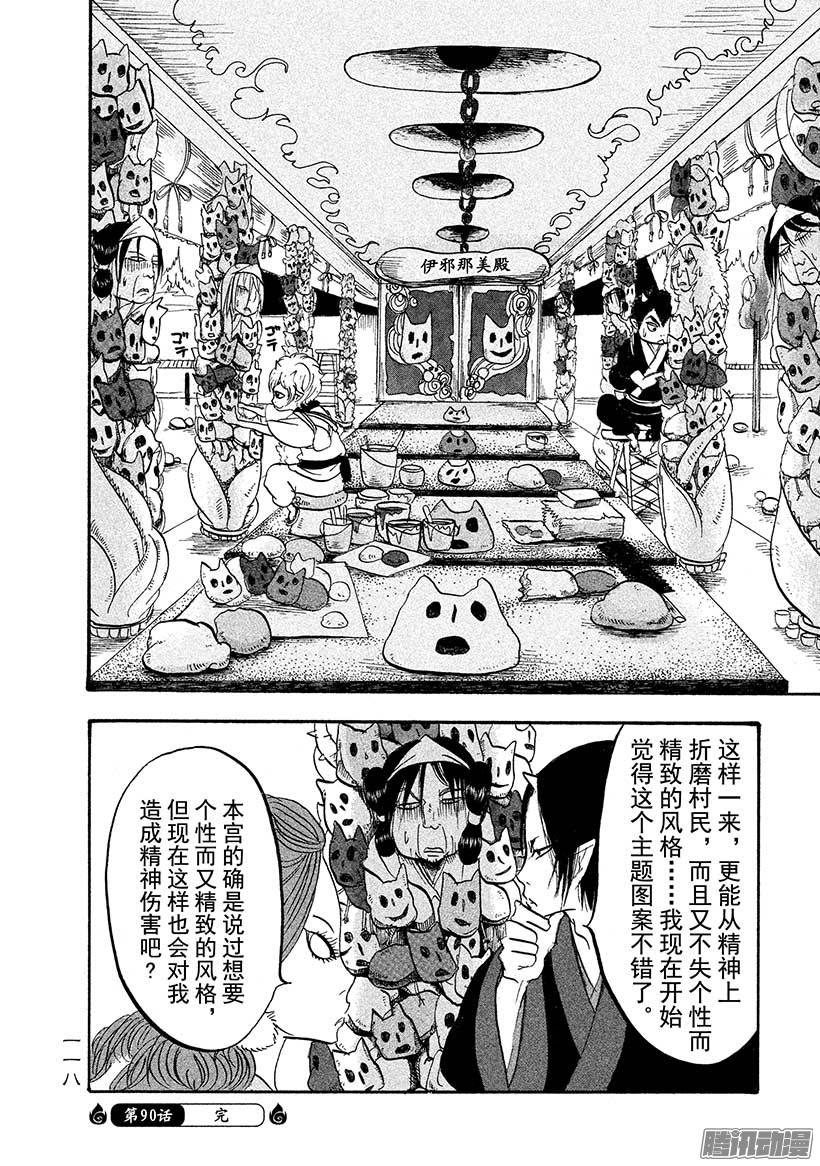 伊邪那美殿
ゴテ
ゴテ
这样一来，更能从精神上
折磨村民，而且又不失个性而
精致的风格……我现在开始
觉得这个主题图案不错了。
本宫的确是说过想要
个性而又精致的风格，
但现在这样也会对我
造成精神伤害吧？
一一八
第90话 完
腾讯动漫